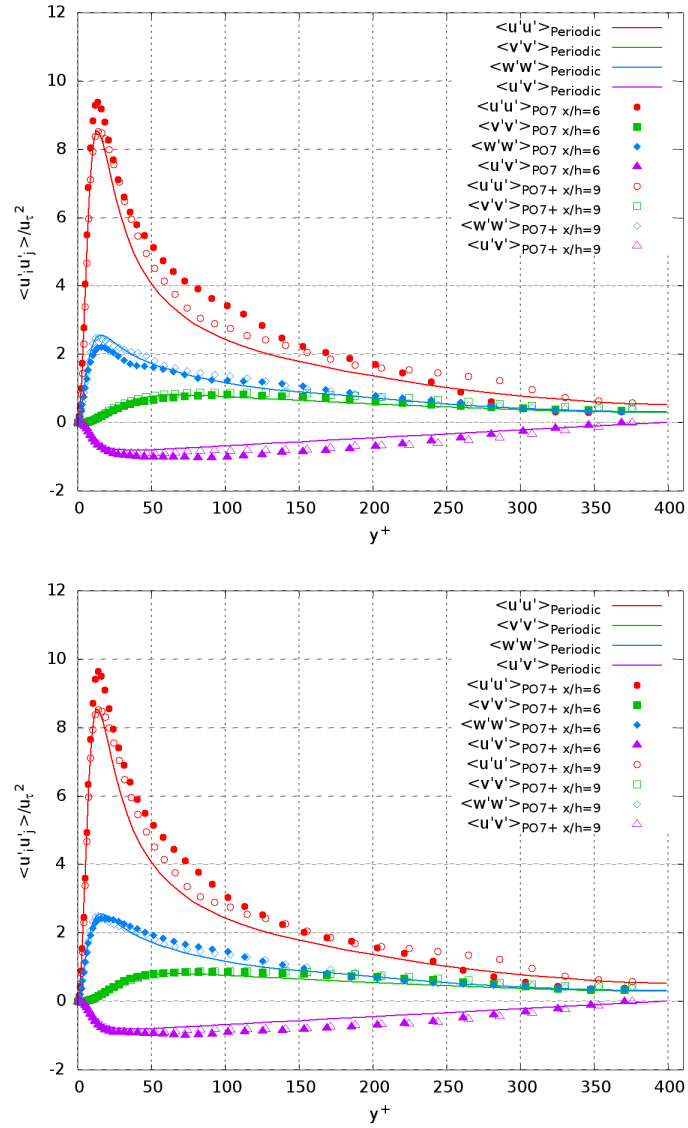 12
10
8
6
4
2
0
-2
<u'iu'j>/uτ2
<u'u'>Periodic
<v'v'>Periodic
<w'w'>Periodic
<u'v'>Periodic
<u'u'>PO7 x/h=6
<v'v'>PO7 x/h=6
<w'w'>PO7 x/h=6
<u'v'>PO7 x/h=6
<u'u'>PO7+ x/h=9
<v'v'>PO7+ x/h=9
<w'w'>PO7+ x/h=9
<u'v'>PO7+ x/h=9
0 50 100 150 200 250 300 350 400
y+
12
10
8
6
4
2
0
-2
<u'iu'j>/uτ2
<u'u'>Periodic
<v'v'>Periodic
<w'w'>Periodic
<u'v'>Periodic
<u'u'>PO7+ x/h=6
<v'v'>PO7+ x/h=6
<w'w'>PO7+ x/h=6
<u'v'>PO7+ x/h=6
<u'u'>PO7+ x/h=9
<v'v'>PO7+ x/h=9
<w'w'>PO7+ x/h=9
<u'v'>PO7+ x/h=9
0 50 100 150 200 250 300 350 400
y+